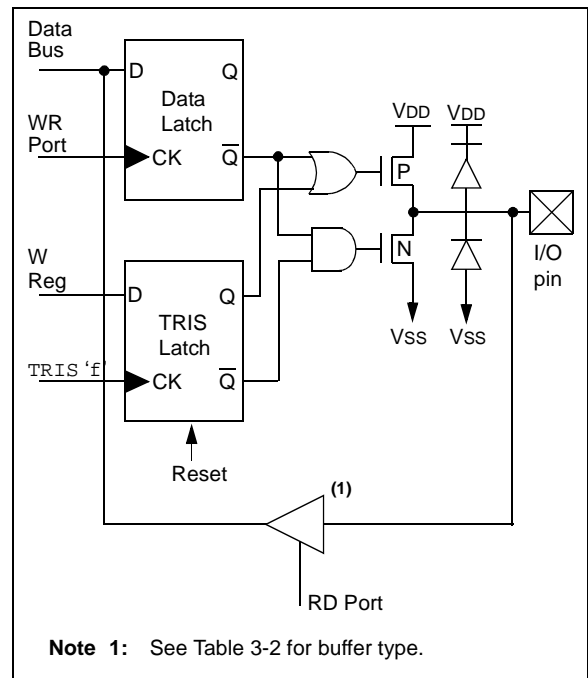 Data
Bus
D
Q
Data
Latch
WR
Port
CK
Q
VDD
VDD
P
N
I/O
pin
W
Reg
D
Q
TRIS
Latch
VSS
VSS
TRIS ‘f’
CK
Q
Reset
(1)
RD Port
Note 1: See Table 3-2 for buffer type.